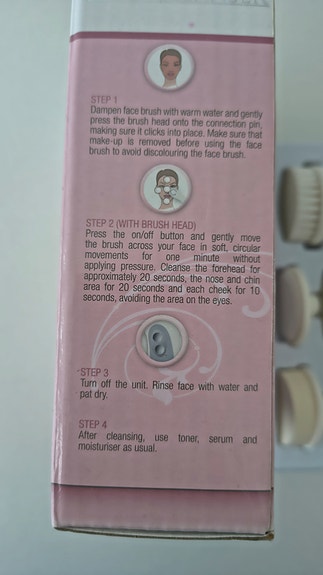 STEP 1
Dampen face brush with warm water and gently
press the brush head onto the connection pin,
making sure it clicks into place. Make sure that
make-up is removed before using the face
brush to avoid discolouring the face brush.
STEP 2 (WITH BRUSH HEAD)
Press the on/off button and gently move
the brush across your face in soft, circular
movements for one minute without
applying pressure. Cleanse the forehead for
approximately 20 seconds, the nose and chin
area for 20 seconds and each cheek for 10
seconds, avoiding the area on the eyes.
STEP 3
Turn off the unit. Rinse face with water and
pat dry.
STEP 4
After cleansing, use toner, serum and
moisturiser as usual.